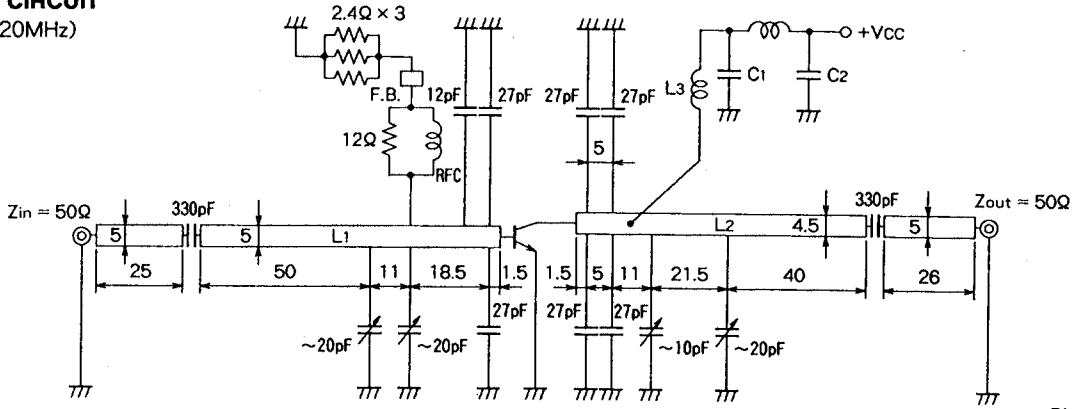 CIRCUIT
20MHz)
2.4Ω × 3
F.B.
12Ω
RFC
12pF
27pF
27pF
27pF
5
L3
C1
C2
+VCC
Zin = 50Ω
330pF
5
5
L1
L2
4.5
330pF
5
Zout = 50Ω
25
50
11
18.5
1.5
1.5
5
11
21.5
40
26
~20pF
~20pF
27pF
27pF
27pF
~10pF
~20pF